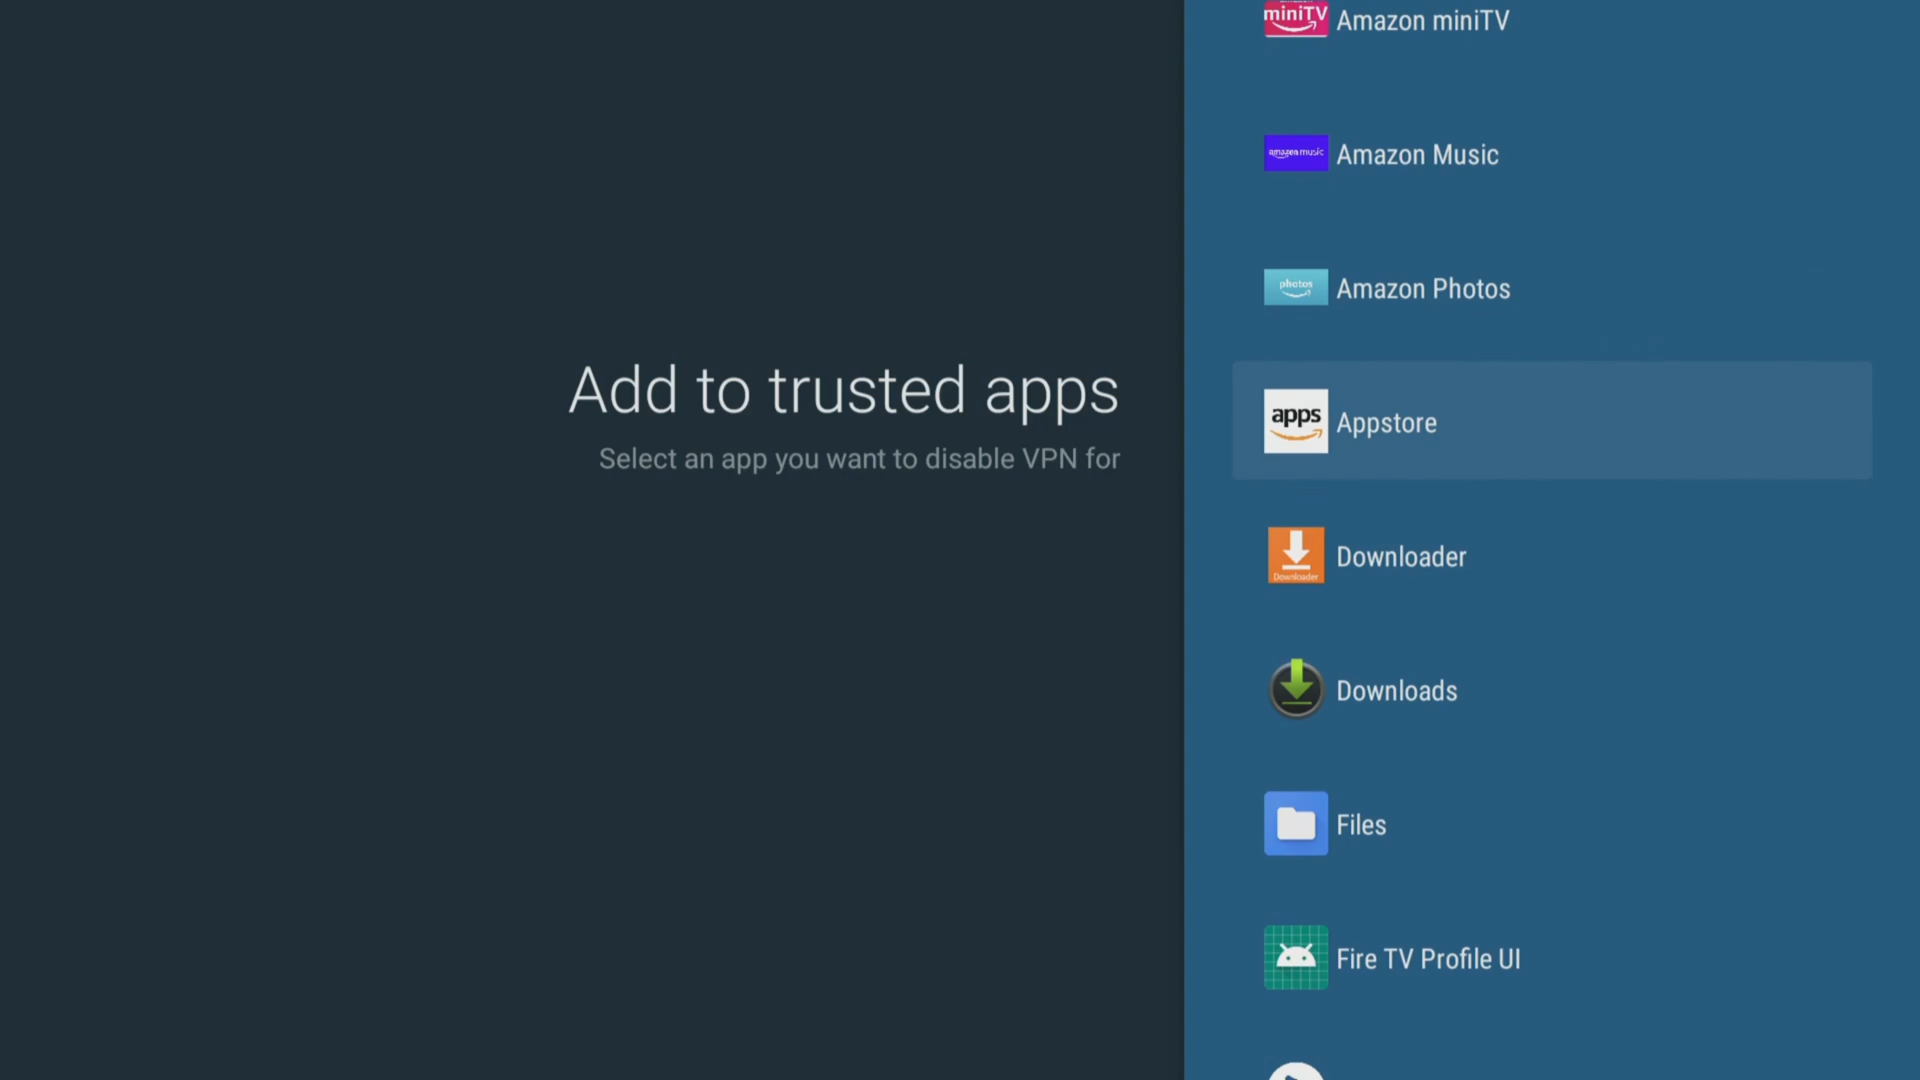 miniTV Amazon miniTV
amazon music Amazon Music
photos Amazon Photos
Add to trusted apps
Select an app you want to disable VPN for
apps Appstore
Downloader
Downloader
Downloads
Files
Fire TV Profile UI